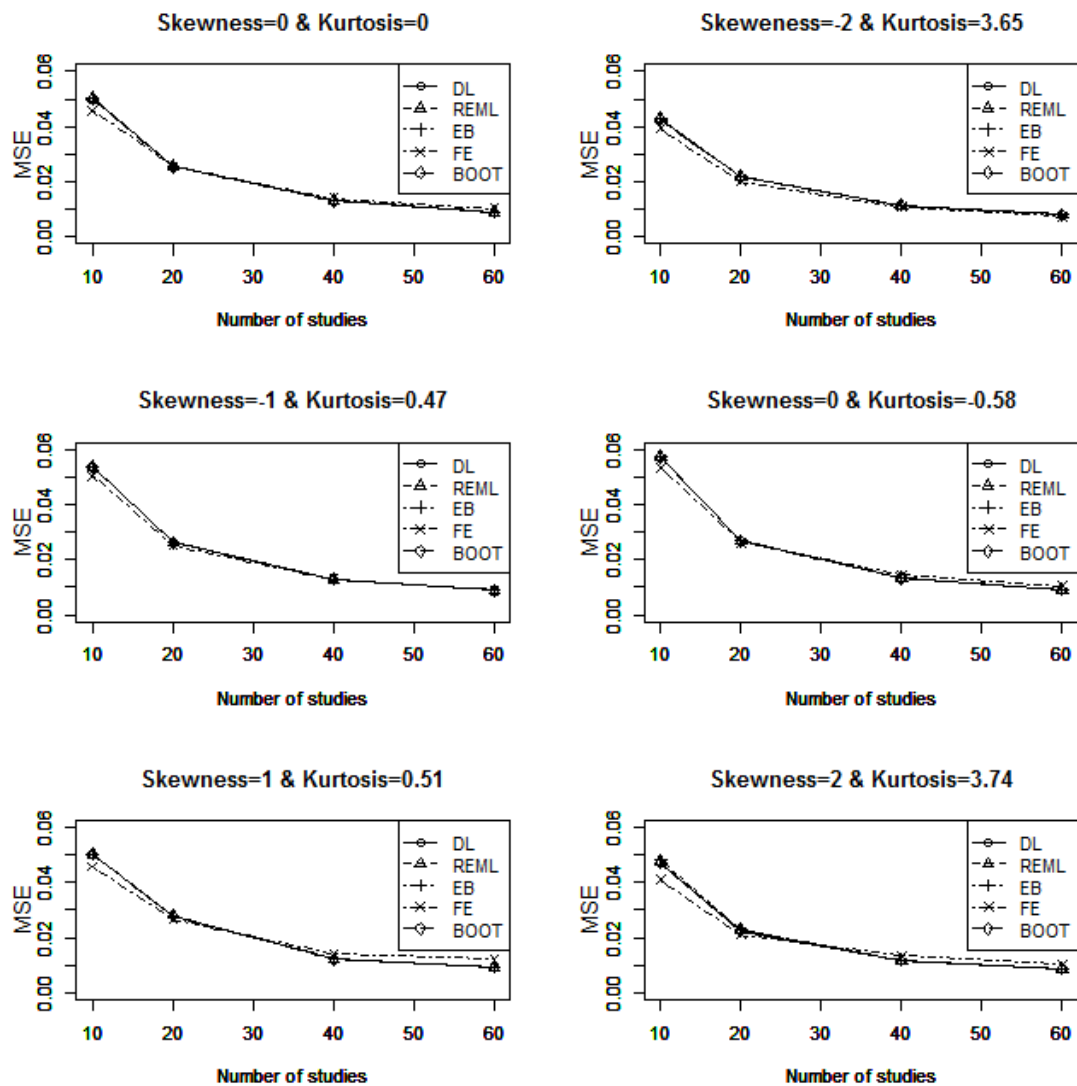 Skewness=0 & Kurtosis=0
MSE
0.00 0.02 0.04 0.06
DL
REML
EB
FE
BOOT
10 20 30 40 50 60
Number of studies
Skeweness=-2 & Kurtosis=3.65
MSE
0.00 0.02 0.04 0.06
DL
REML
EB
FE
BOOT
10 20 30 40 50 60
Number of studies
Skewness=-1 & Kurtosis=0.47
MSE
0.00 0.02 0.04 0.06
DL
REML
EB
FE
BOOT
10 20 30 40 50 60
Number of studies
Skewness=0 & Kurtosis=-0.58
MSE
0.00 0.02 0.04 0.06
DL
REML
EB
FE
BOOT
10 20 30 40 50 60
Number of studies
Skewness=1 & Kurtosis=0.51
MSE
0.00 0.02 0.04 0.06
DL
REML
EB
FE
BOOT
10 20 30 40 50 60
Number of studies
Skewness=2 & Kurtosis=3.74
MSE
0.00 0.02 0.04 0.06
DL
REML
EB
FE
BOOT
10 20 30 40 50 60
Number of studies